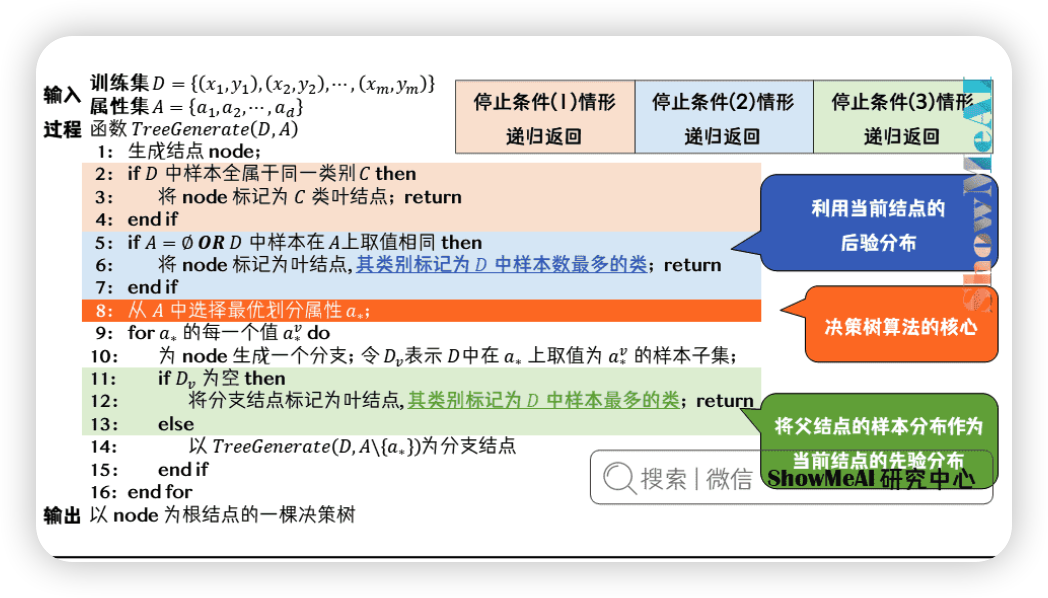 输入 训练集 D = {(x₁,y₁),(x₂,y₂),⋯,(xₘ,yₘ)}
属性集 A = {a₁,a₂,⋯,a_d}
过程 函数 TreeGenerate(D,A)
1: 生成结点 node;
2: if D 中样本全属于同一类别 C then
3: 将 node 标记为 C 类叶结点; return
4: end if
5: if A = ∅ OR D 中样本在 A上取值相同 then
6: 将 node 标记为叶结点,其类别标记为 D 中样本数最多的类; return
7: end if
8: 从 A 中选择最优划分属性 a_*;
9: for a_* 的每一个值 a_*^v do
10: 为 node 生成一个分支; 令 D_v表示 D中在 a_* 上取值为 a_*^v 的样本子集;
11: if D_v 为空 then
12: 将分支结点标记为叶结点,其类别标记为 D 中样本最多的类; return
13: else
14: 以 TreeGenerate(D,A\{a_*})为分支结点
15: end if
16: end for
输出 以 node 为根结点的一棵决策树
停止条件(1)情形
递归返回
停止条件(2)情形
递归返回
停止条件(3)情形
递归返回
利用当前结点的
后验分布
决策树算法的核心
将父结点的样本分布作为
当前结点的先验分布
搜索 | 微信 ShowMeAI 研究中心
ShowMeAI